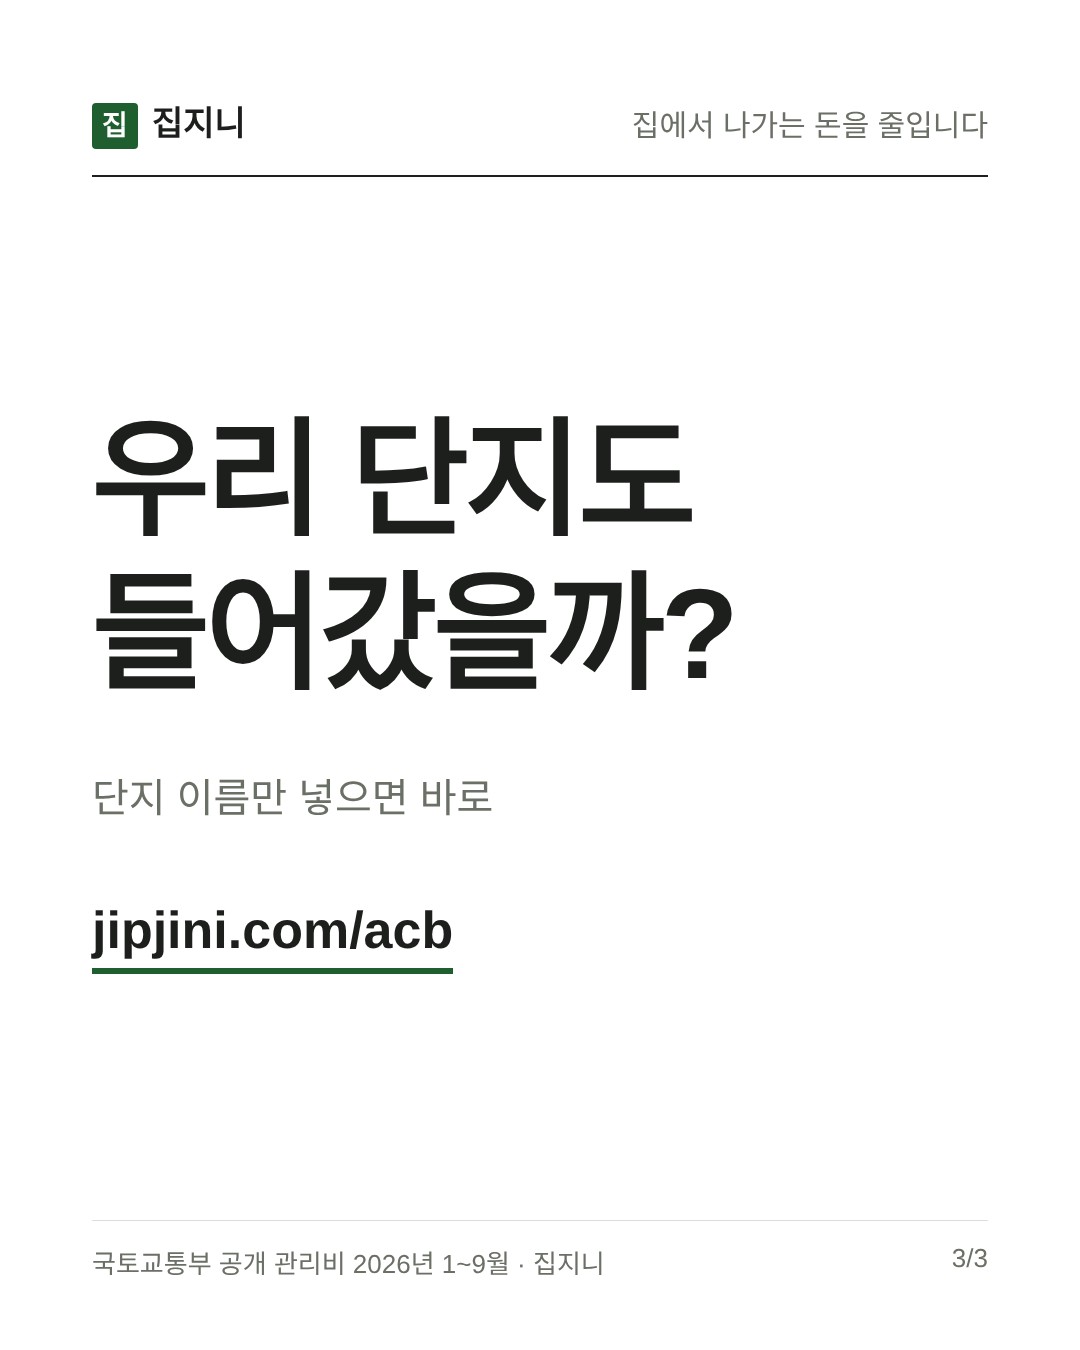 집 집지니
집에서 나가는 돈을 줄입니다
우리 단지도
들어갔을까?
단지 이름만 넣으면 바로
jipjini.com/acb
국토교통부 공개 관리비 2026년 1~9월 · 집지니
3/3